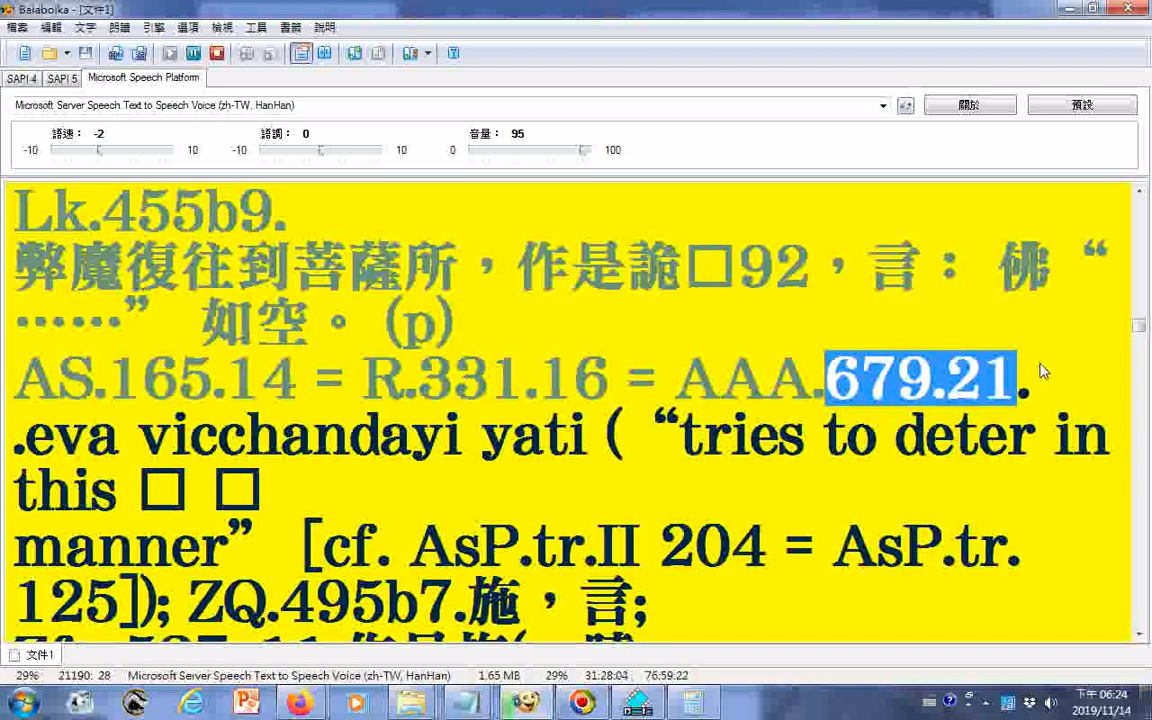 Balabolka - [文件1]
檔案 編輯 文字 朗讀 引擎 選項 檢視 工具 書籤 說明
SAPI 4 SAPI 5 Microsoft Speech Platform
Microsoft Server Speech Text to Speech Voice (zh-TW, HanHan) 關於 預設
語速： -2 語調： 0 音量： 95
-10 10 -10 10 0 100
Lk.455b9.
弊魔復往到菩薩所，作是詭□92，言： 佛“
……” 如空。 (p)
AS.165.14 = R.331.16 = AAA.679.21.
.eva vicchandayi yati (“tries to deter in
this □ □
manner” [cf. AsP.tr.II 204 = AsP.tr.
125]); ZQ.495b7.施，言;
文件1
29% 21190: 28 Microsoft Server Speech Text to Speech Voice (zh-TW, HanHan) 1.65 MB 29% 31:28:04 76:59:22
下午 06:24
2019/11/14